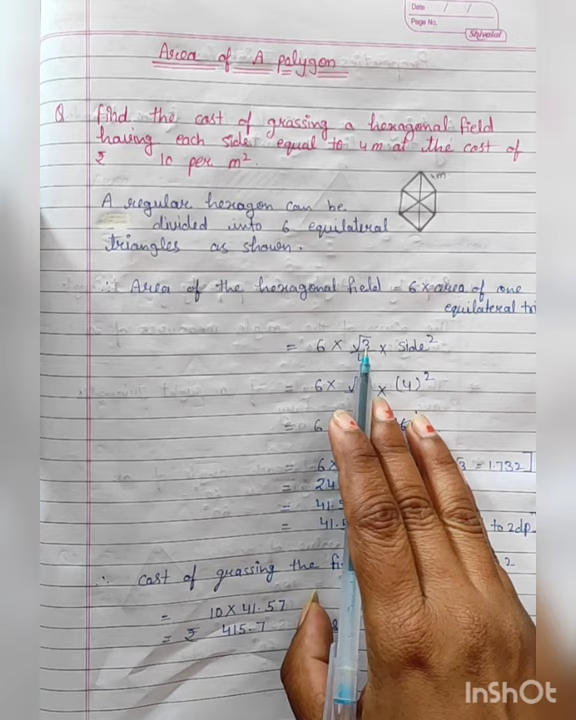 Date / /
Page No.
Shivalal
Area of A polygon
Q Find the cost of grassing a hexagonal field
having each side equal to 4m at the cost of
₹ 10 per m².
m
A regular hexagon can be
divided into 6 equilateral
triangles as shown.
∴ Area of the hexagonal field = 6 × area of one
equilateral tri
= 6 × √3 × side²
= 6 × √ × (4)²
= 6
= 6× 3 = 1.732]
= 24
= 41.5
= 41.5 to 2dp
∴ cost of grassing the fi 2
= 10 × 41.57
= ₹ 415.7
InShOt